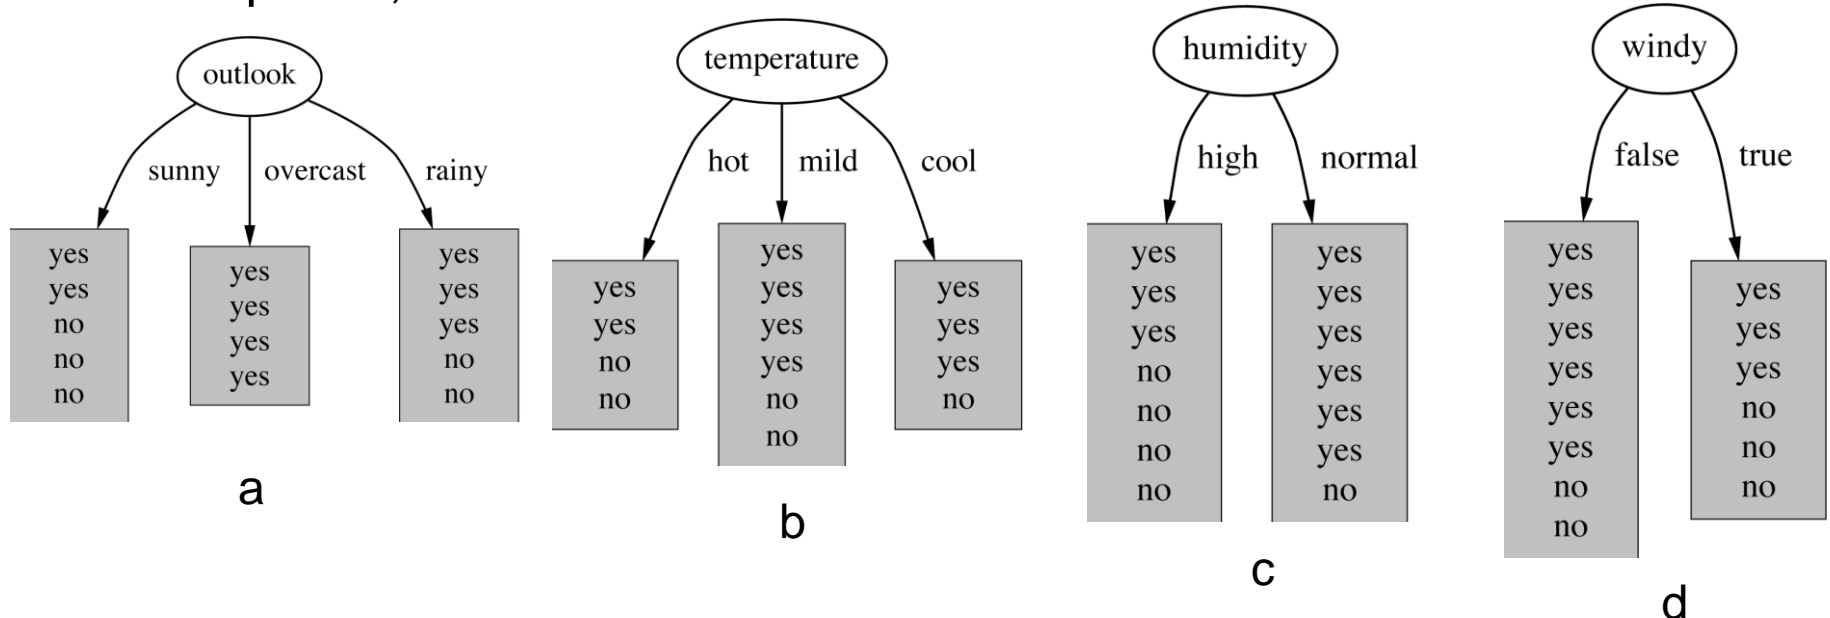 outlook
sunny
overcast
rainy
yes
yes
no
no
no
yes
yes
yes
yes
yes
yes
yes
no
no
a
temperature
hot
mild
cool
yes
yes
no
no
yes
yes
yes
yes
no
no
yes
yes
yes
no
b
humidity
high
normal
yes
yes
yes
no
no
no
no
yes
yes
yes
yes
yes
yes
no
c
windy
false
true
yes
yes
yes
yes
yes
yes
no
no
yes
yes
yes
no
no
no
d